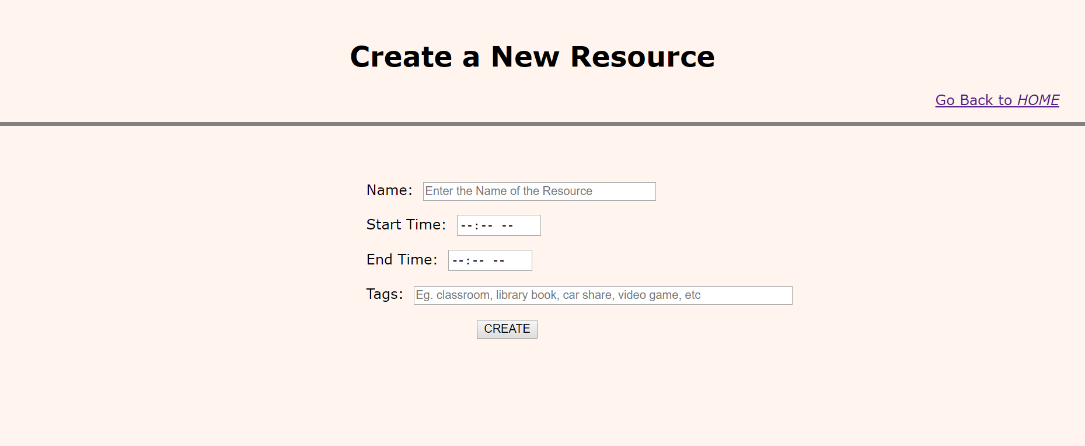 Create a New Resource
Go Back to HOME
Name: Enter the Name of the Resource
Start Time: --:-- --
End Time: --:-- --
Tags: Eg. classroom, library book, car share, video game, etc
CREATE